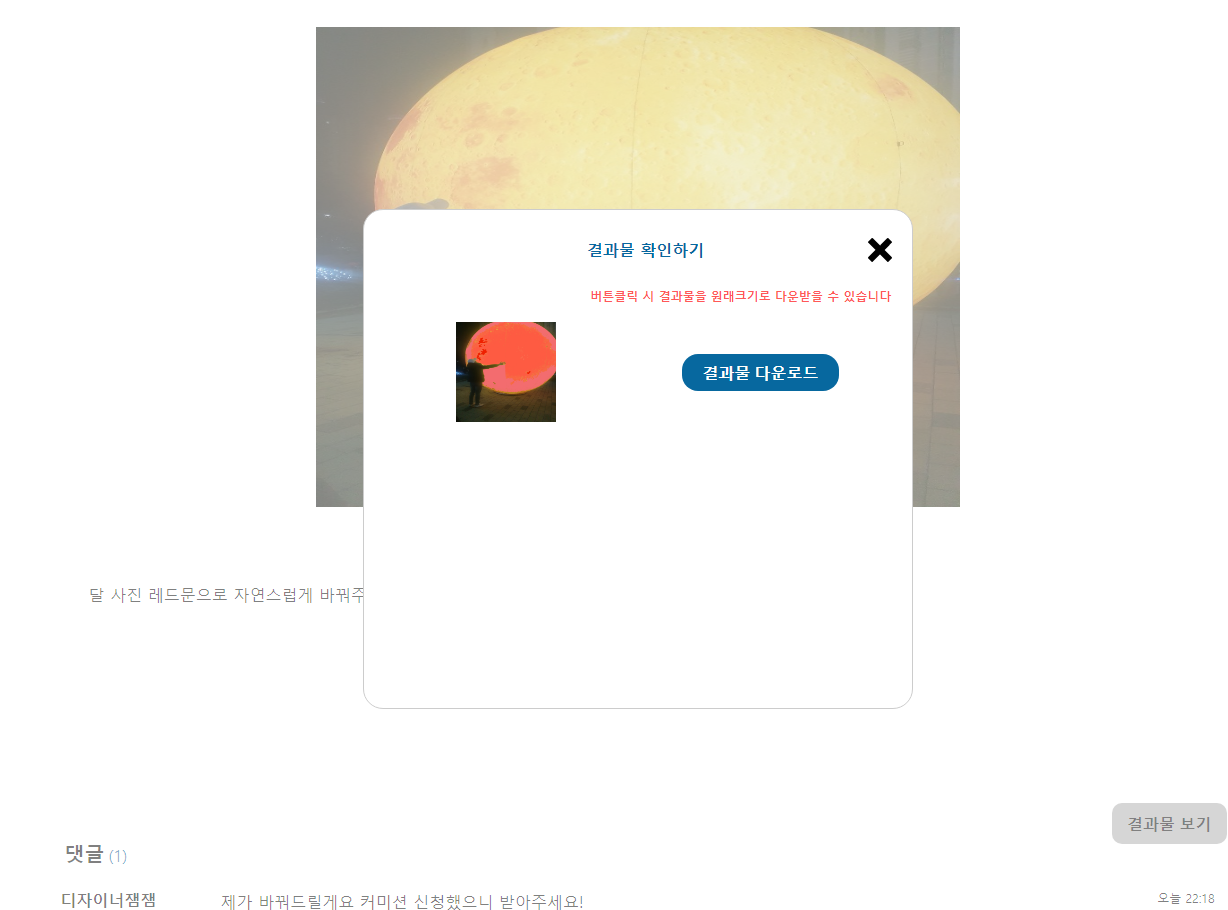 결과물 확인하기
버튼클릭 시 결과물을 원래크기로 다운받을 수 있습니다
결과물 다운로드
달 사진 레드문으로 자연스럽게 바꿔주
결과물 보기
댓글 (1)
디자이너잼잼 제가 바꿔드릴게요 커미션 신청했으니 받아주세요! 오늘 22:18